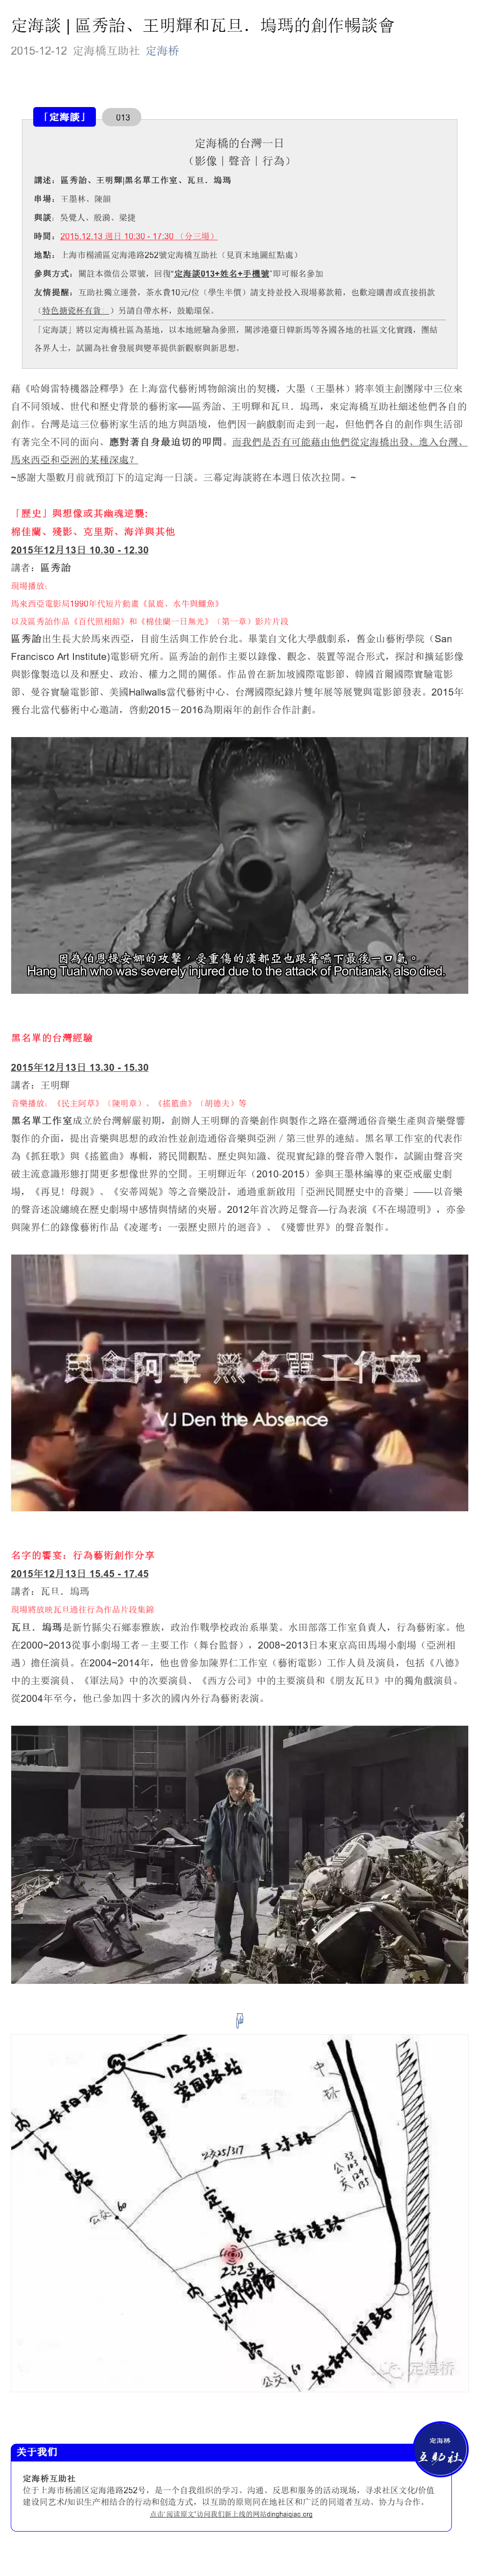 定海談 | 區秀詒、王明輝和瓦旦．塢瑪的創作暢談會
2015-12-12 定海橋互助社 定海桥
「定海談」 013
定海橋的台灣一日
（影像｜聲音｜行為）
講述：區秀詒、王明輝|黑名單工作室、瓦旦．塢瑪
串場：王墨林、陳韻
與談：吳覺人、殷漪、梁捷
時間：2015.12.13 週日 10:30 - 17:30 （分三場）
地點：上海市楊浦區定海港路252號定海橋互助社（見頁末地圖紅點處）
參與方式：關註本微信公眾號，回復“定海談013+姓名+手機號”即可報名參加
友情提醒：互助社獨立運營，茶水費10元/位（學生半價）請支持並投入現場募款箱，也歡迎購書或直接捐款
（特色搪瓷杯有貨 ）另請自帶水杯，鼓勵環保。
「定海談」將以定海橋社區為基地，以本地經驗為參照，關涉港臺日韓新馬等各國各地的社區文化實踐，團結
各界人士，試圖為社會發展與變革提供新觀察與新思想。
藉《哈姆雷特機器詮釋學》在上海當代藝術博物館演出的契機，大墨（王墨林）將率領主創團隊中三位來
自不同領域、世代和歷史背景的藝術家──區秀詒、王明輝和瓦旦．塢瑪，來定海橋互助社細述他們各自的
創作。台灣是這三位藝術家生活的地方與語境，他們因一齣戲劇而走到一起，但他們各自的創作與生活卻
有著完全不同的面向、應對著自身最迫切的叩問。而我們是否有可能藉由他們從定海橋出發、進入台灣、
馬來西亞和亞洲的某種深處？
~感謝大墨數月前就預訂下的這定海一日談。三幕定海談將在本週日依次拉開。~
「歷史」與想像或其幽魂逆襲:
棉佳蘭、殘影、克里斯、海洋與其他
2015年12月13日 10.30 - 12.30
講者：區秀詒
現場播放：
馬來西亞電影局1990年代短片動畫《鼠鹿、水牛與鱷魚》
以及區秀詒作品《百代照相館》和《棉佳蘭一日無光》（第一章）影片片段
區秀詒出生長大於馬來西亞，目前生活與工作於台北。畢業自文化大學戲劇系，舊金山藝術學院（San
Francisco Art Institute)電影研究所。區秀詒的創作主要以錄像、觀念、裝置等混合形式，探討和擴延影像
與影像製造以及和歷史、政治、權力之間的關係。作品曾在新加坡國際電影節、韓國首爾國際實驗電影
節、曼谷實驗電影節、美國Hallwalls當代藝術中心、台灣國際紀錄片雙年展等展覽與電影節發表。2015年
獲台北當代藝術中心邀請，啓動2015－2016為期兩年的創作合作計劃。
因為伯恩提安娜的攻擊，受重傷的漢都亞也跟著嚥下最後一口氣。
Hang Tuah who was severely injured due to the attack of Pontianak, also died.
黑名單的台灣經驗
2015年12月13日 13.30 - 15.30
講者：王明輝
音樂播放：《民主阿草》（陳明章）、《搖籃曲》（胡德夫）等
黑名單工作室成立於台灣解嚴初期，創辦人王明輝的音樂創作與製作之路在臺灣通俗音樂生產與音樂聲響
製作的介面，提出音樂與思想的政治性並創造通俗音樂與亞洲／第三世界的連結。黑名單工作室的代表作
為《抓狂歌》與《搖籃曲》專輯，將民間觀點、歷史與知識、從現實紀錄的聲音帶入製作，試圖由聲音突
破主流意識形態打開更多想像世界的空間。王明輝近年（2010-2015）參與王墨林編導的東亞戒嚴史劇
場，《再見！母親》、《安蒂岡妮》等之音樂設計，通過重新啟用「亞洲民間歷史中的音樂」——以音樂
的聲音述說纏繞在歷史劇場中感情與情緒的夾層。2012年首次跨足聲音—行為表演《不在場證明》，亦參
與陳界仁的錄像藝術作品《凌遲考：一張歷史照片的迴音》、《殘響世界》的聲音製作。
民主阿草 黑名單工作室
VJ Den the Absence
名字的饗宴：行為藝術創作分享
2015年12月13日 15.45 - 17.45
講者：瓦旦．塢瑪
現場將放映瓦旦過往行為作品片段集錦
瓦旦．塢瑪是新竹縣尖石鄉泰雅族，政治作戰學校政治系畢業。水田部落工作室負責人，行為藝術家。他
在2000~2013從事小劇場工者－主要工作（舞台監督），2008~2013日本東京高田馬場小劇場（亞洲相
遇）擔任演員。在2004~2014年，他也曾參加陳界仁工作室（藝術電影）工作人員及演員，包括《八德》
中的主要演員、《軍法局》中的次要演員、《西方公司》中的主要演員和《朋友瓦旦》中的獨角戲演員。
從2004年至今，他已參加四十多次的國內外行為藝術表演。
12号线
爱国路站
长阳路
爱国路
内江路
中环
公交25/317
平凉路
公交
33
103
124
135
公交60
定海路
定海港路
252号
内
路
杨树浦路
公交61
定海桥
定海桥
互助社
关于我们
定海桥互助社
位于上海市杨浦区定海港路252号，是一个自我组织的学习、沟通、反思和服务的活动现场，寻求社区文化/价值
建设同艺术/知识生产相结合的行动和创造方式，以互助的原则同在地社区和广泛的同道者互动、协力与合作。
点击“阅读原文”访问我们新上线的网站dinghaiqiao.org